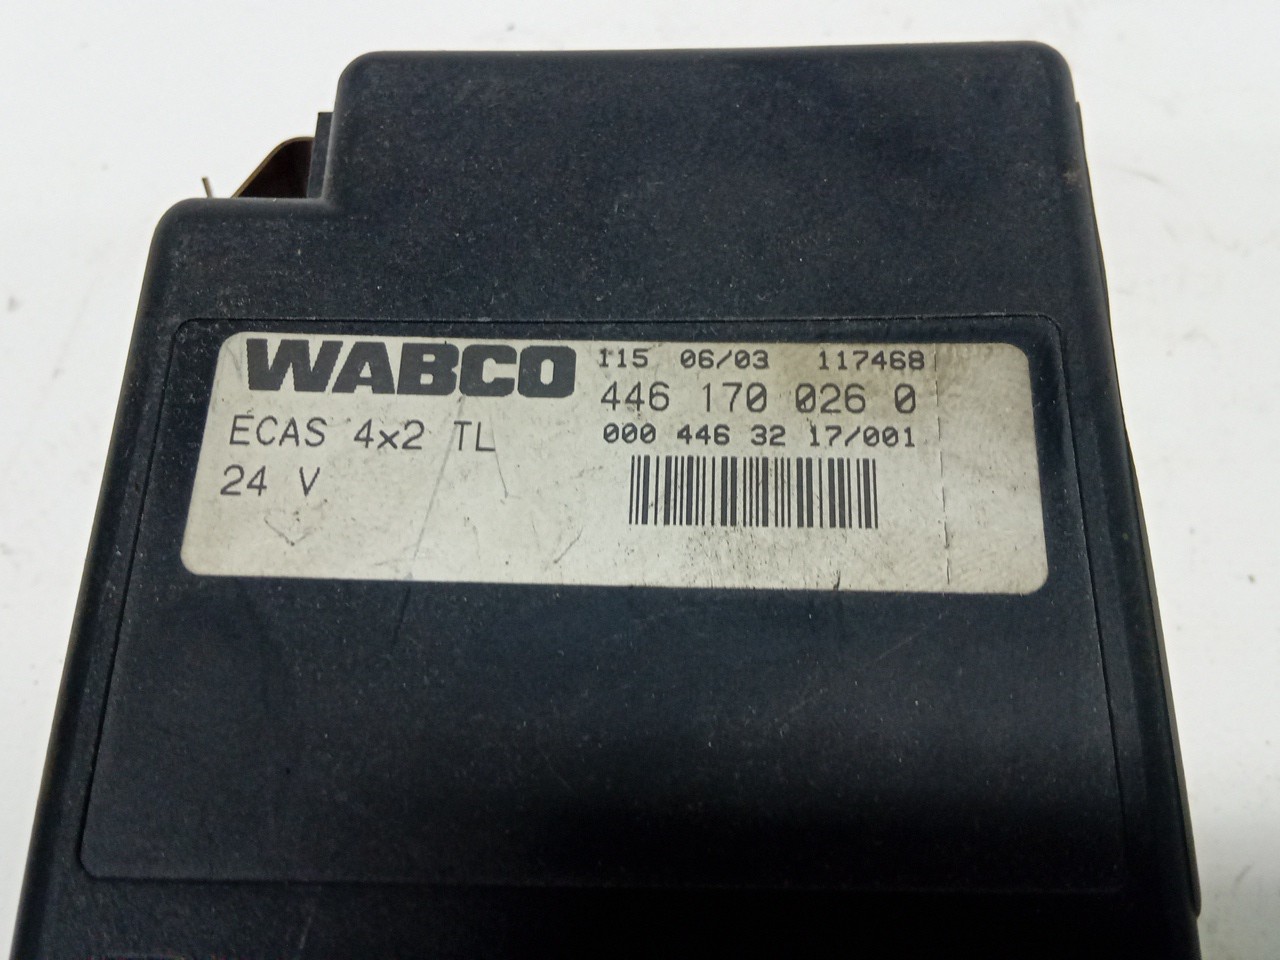 WABCO
115 06/03 117468
446 170 026 0
ECAS 4x2 TL
000 446 32 17/001
24 V